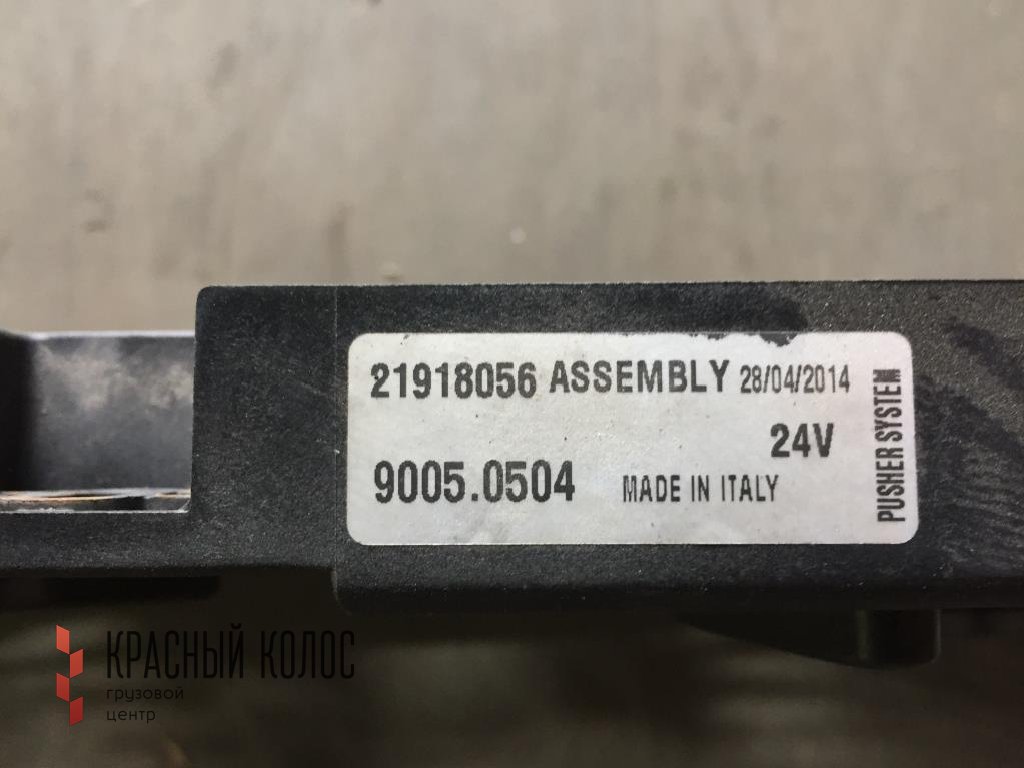 21918056 ASSEMBLY 28/04/2014
24V
9005.0504 MADE IN ITALY
PUSHER SYSTEM
КРАСНЫЙ КОЛОС
грузовой
центр